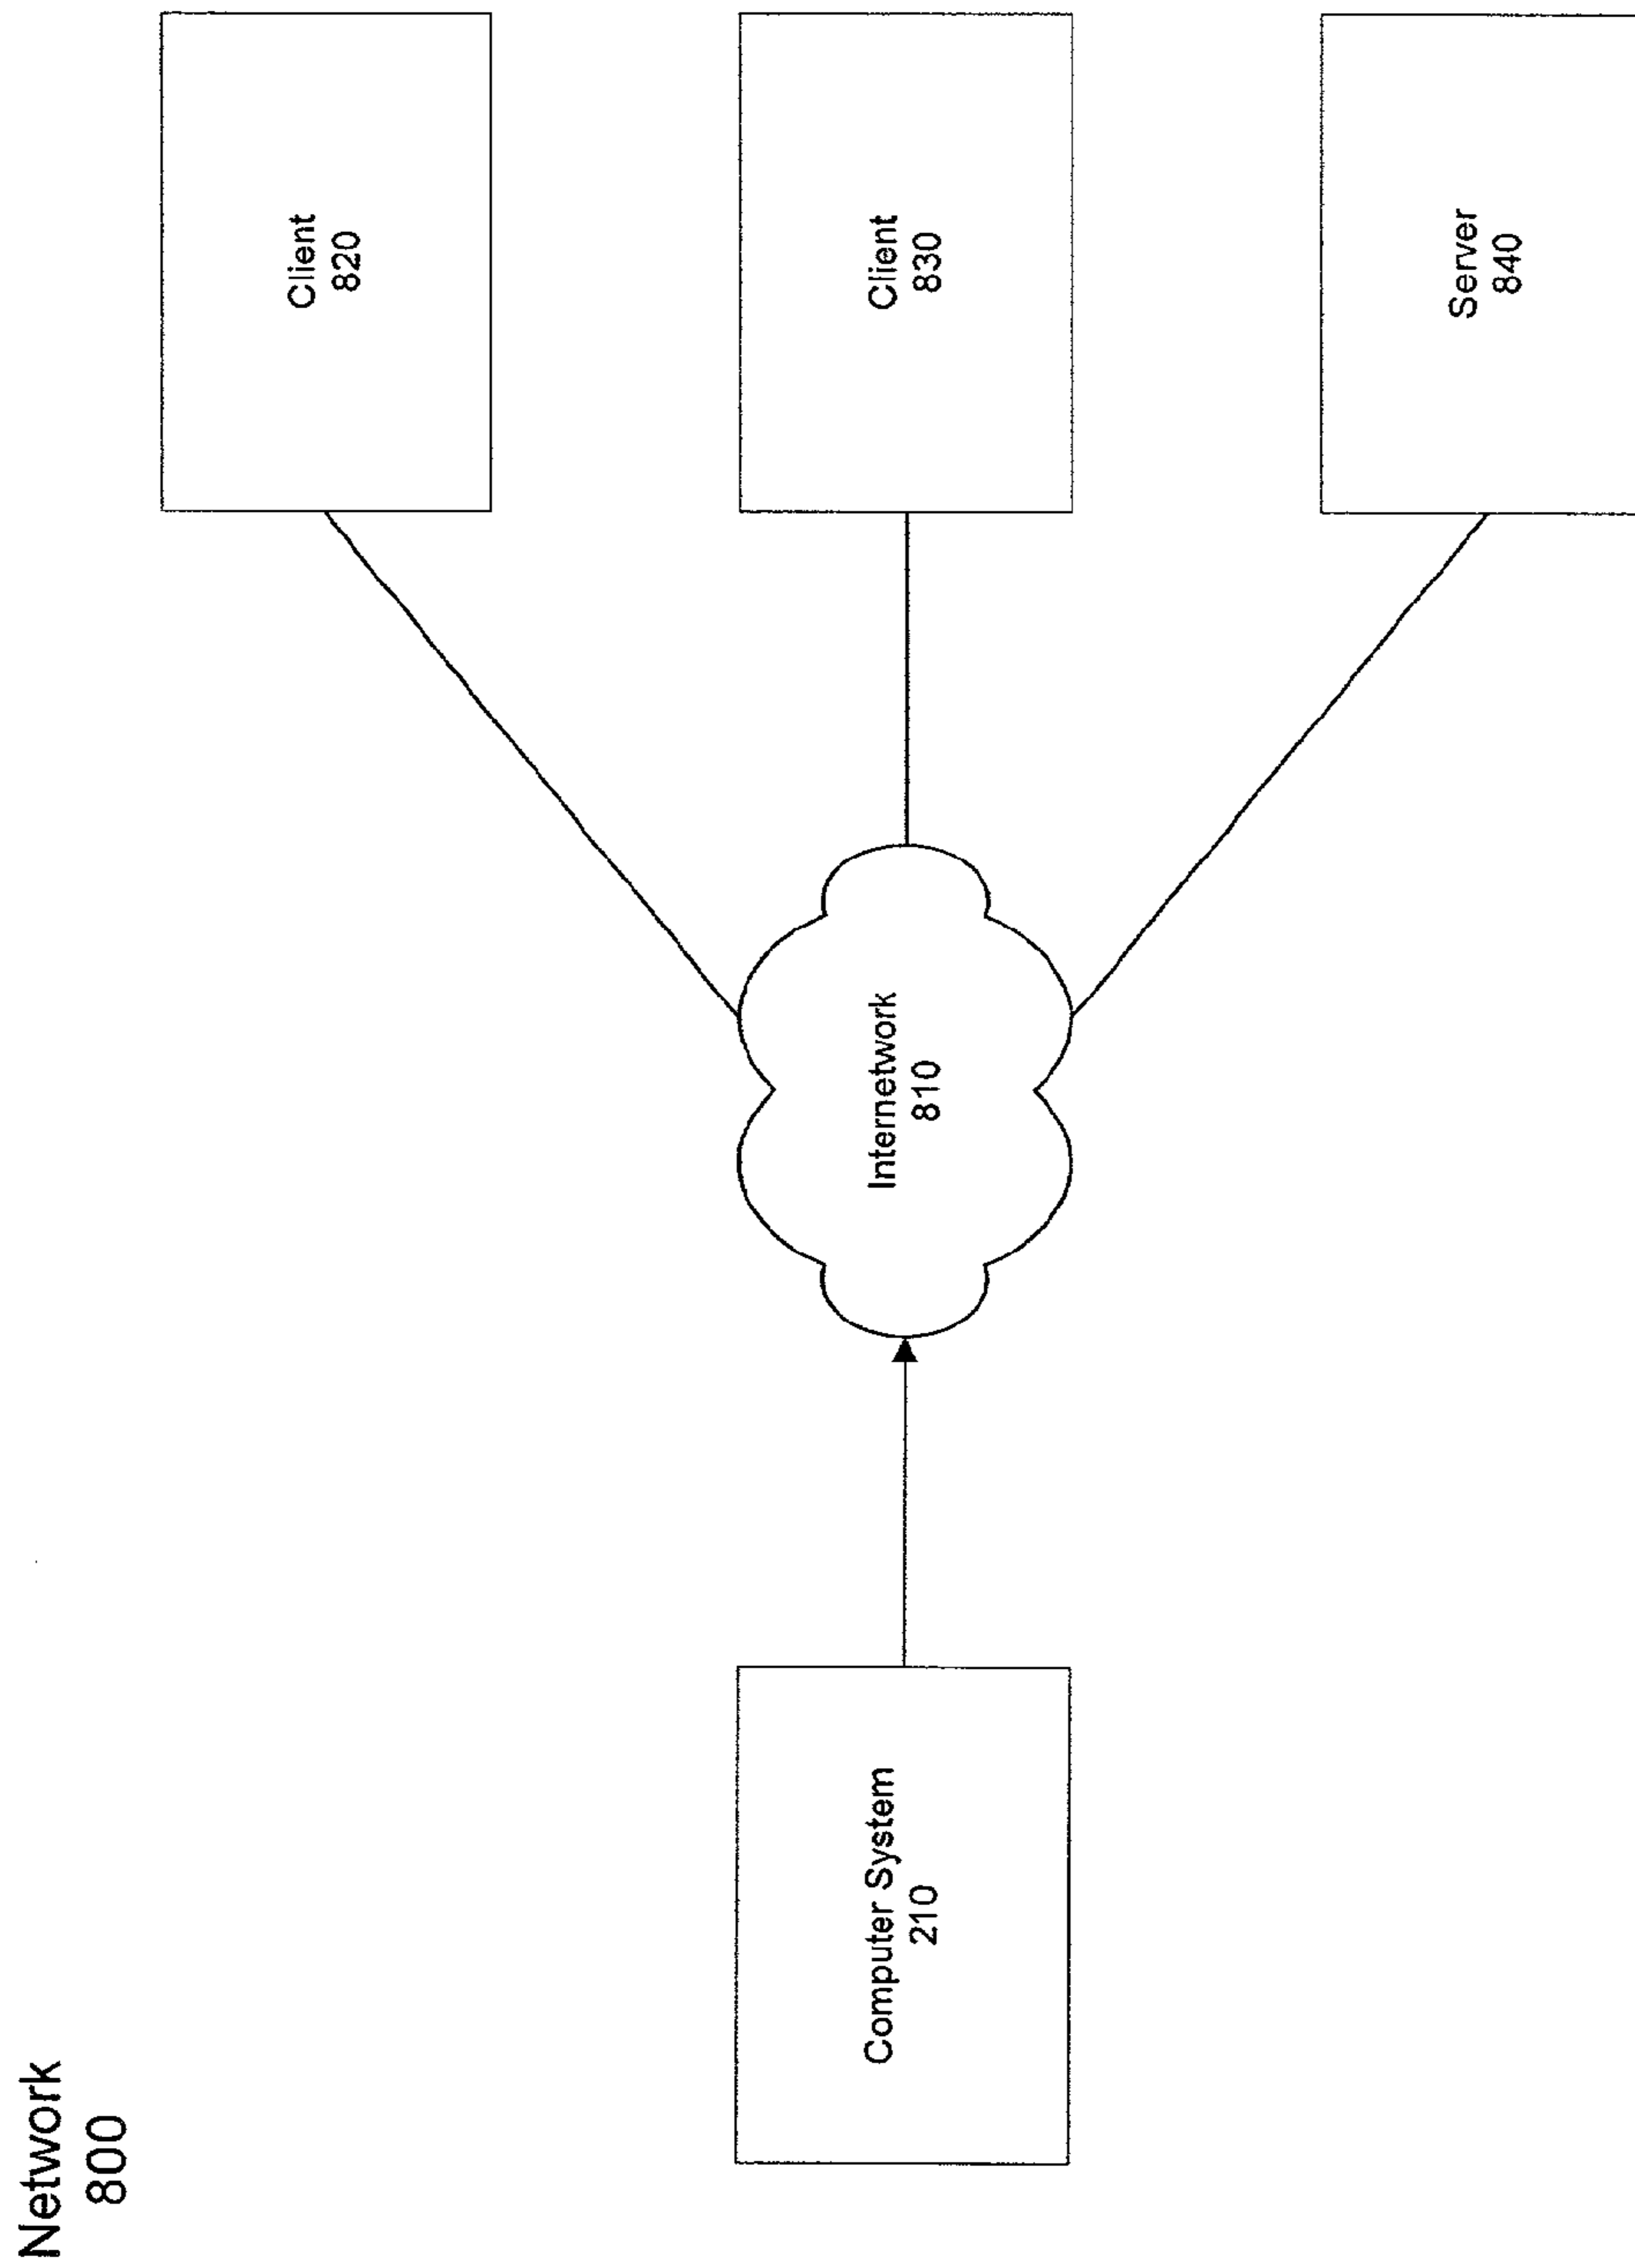 Network
800
Client
820
Computer System
210
Internetwork
810
Client
830
Server
840